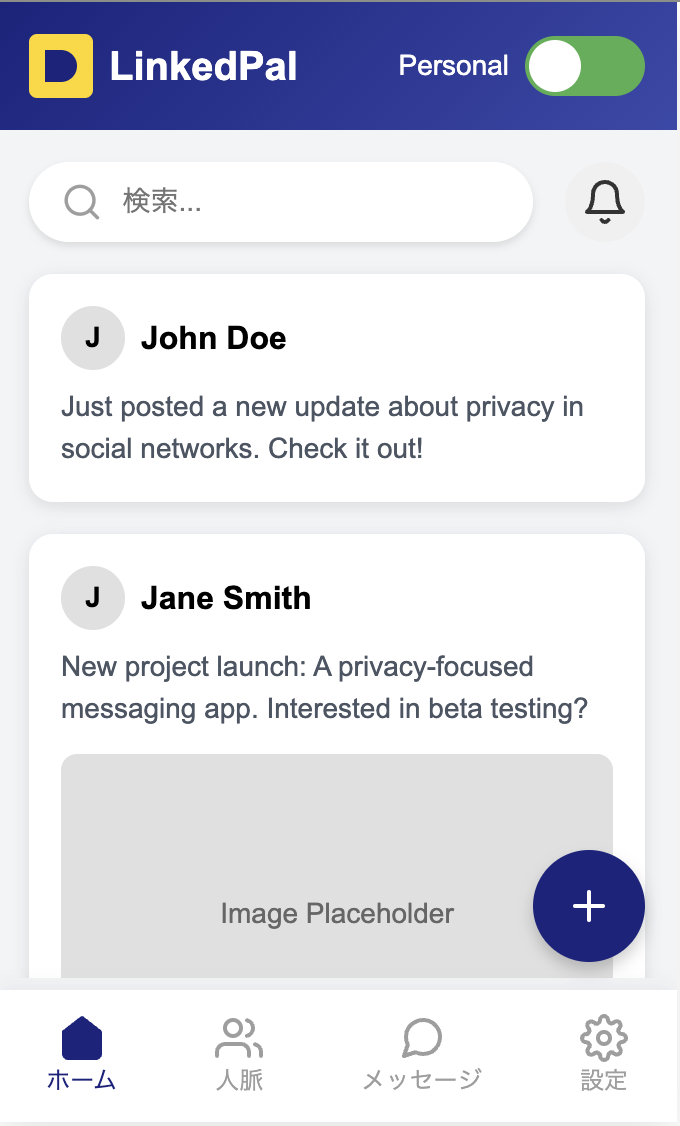 LinkedPal
Personal
検索...
J John Doe
Just posted a new update about privacy in
social networks. Check it out!
J Jane Smith
New project launch: A privacy-focused
messaging app. Interested in beta testing?
Image Placeholder
ホーム 人脈 メッセージ 設定